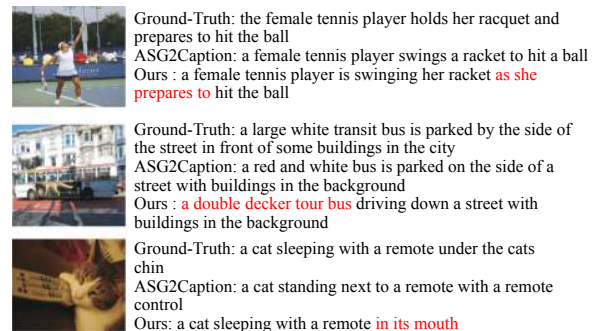 Ground-Truth: the female tennis player holds her racquet and
prepares to hit the ball
ASG2Caption: a female tennis player swings a racket to hit a ball
Ours : a female tennis player is swinging her racket as she
prepares to hit the ball
Ground-Truth: a large white transit bus is parked by the side of
the street in front of some buildings in the city
ASG2Caption: a red and white bus is parked on the side of a
street with buildings in the background
Ours : a double decker tour bus driving down a street with
buildings in the background
Ground-Truth: a cat sleeping with a remote under the cats
chin
ASG2Caption: a cat standing next to a remote with a remote
control
Ours: a cat sleeping with a remote in its mouth